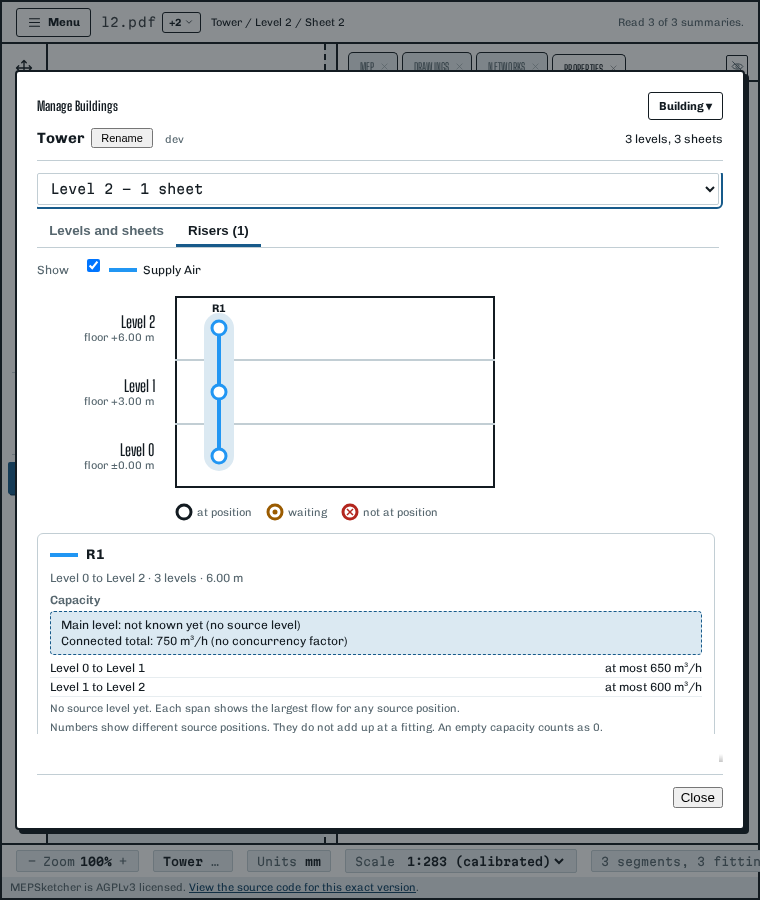 Menu
l2.pdf
+2
Tower / Level 2 / Sheet 2
Read 3 of 3 summaries.
MEP ×
DRAWINGS ×
NETWORKS ×
PROPERTIES ×
Manage Buildings
Building ▾
Tower
Rename
dev
3 levels, 3 sheets
Level 2 — 1 sheet
Levels and sheets
Risers (1)
Show
Supply Air
R1
Level 2
floor +6.00 m
Level 1
floor +3.00 m
Level 0
floor ±0.00 m
at position
waiting
not at position
R1
Level 0 to Level 2 · 3 levels · 6.00 m
Capacity
Main level: not known yet (no source level)
Connected total: 750 m³/h (no concurrency factor)
Level 0 to Level 1
at most 650 m³/h
Level 1 to Level 2
at most 600 m³/h
No source level yet. Each span shows the largest flow for any source position.
Numbers show different source positions. They do not add up at a fitting. An empty capacity counts as 0.
Close
− Zoom 100% +
Tower …
Units mm
Scale 1:283 (calibrated)
3 segments, 3 fittin
MEPSketcher is AGPLv3 licensed. View the source code for this exact version.